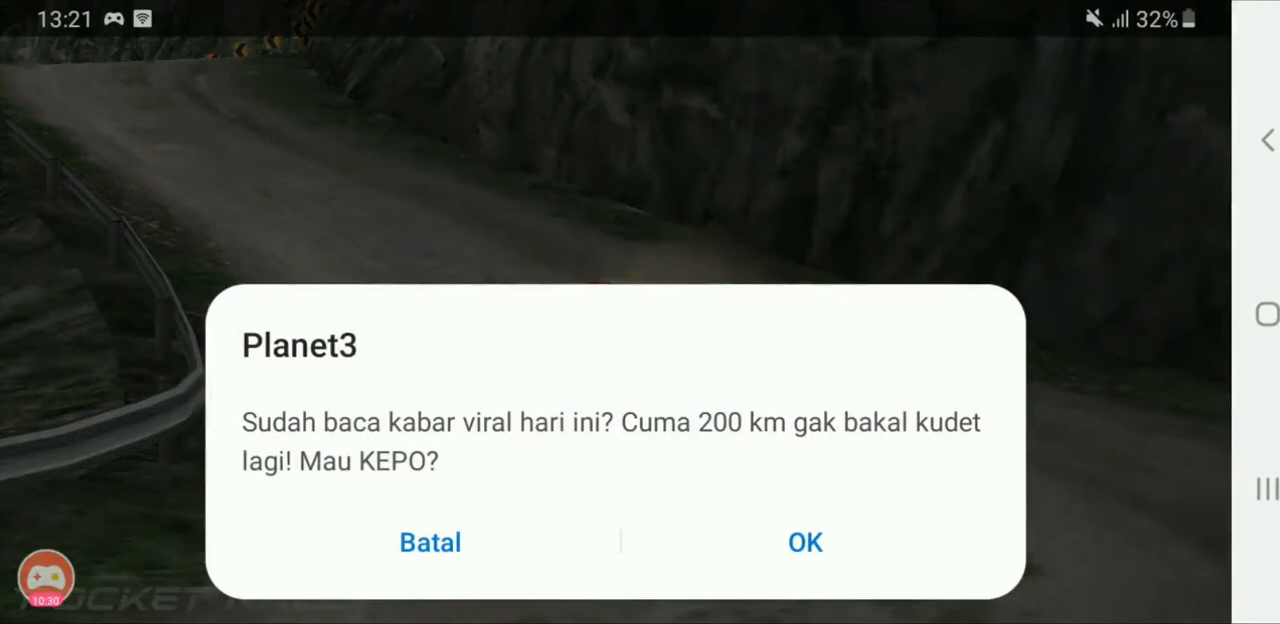 13:21
32%
Planet3
Sudah baca kabar viral hari ini? Cuma 200 km gak bakal kudet
lagi! Mau KEPO?
Batal
OK
10:30